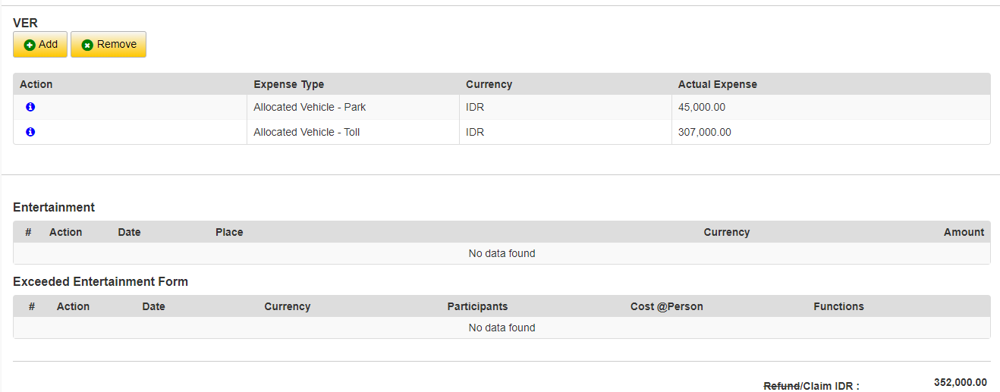 VER
Add Remove
Action Expense Type Currency Actual Expense
Allocated Vehicle - Park IDR 45,000.00
Allocated Vehicle - Toll IDR 307,000.00
Entertainment
# Action Date Place Currency Amount
No data found
Exceeded Entertainment Form
# Action Date Currency Participants Cost @Person Functions
No data found
Refund/Claim IDR : 352,000.00